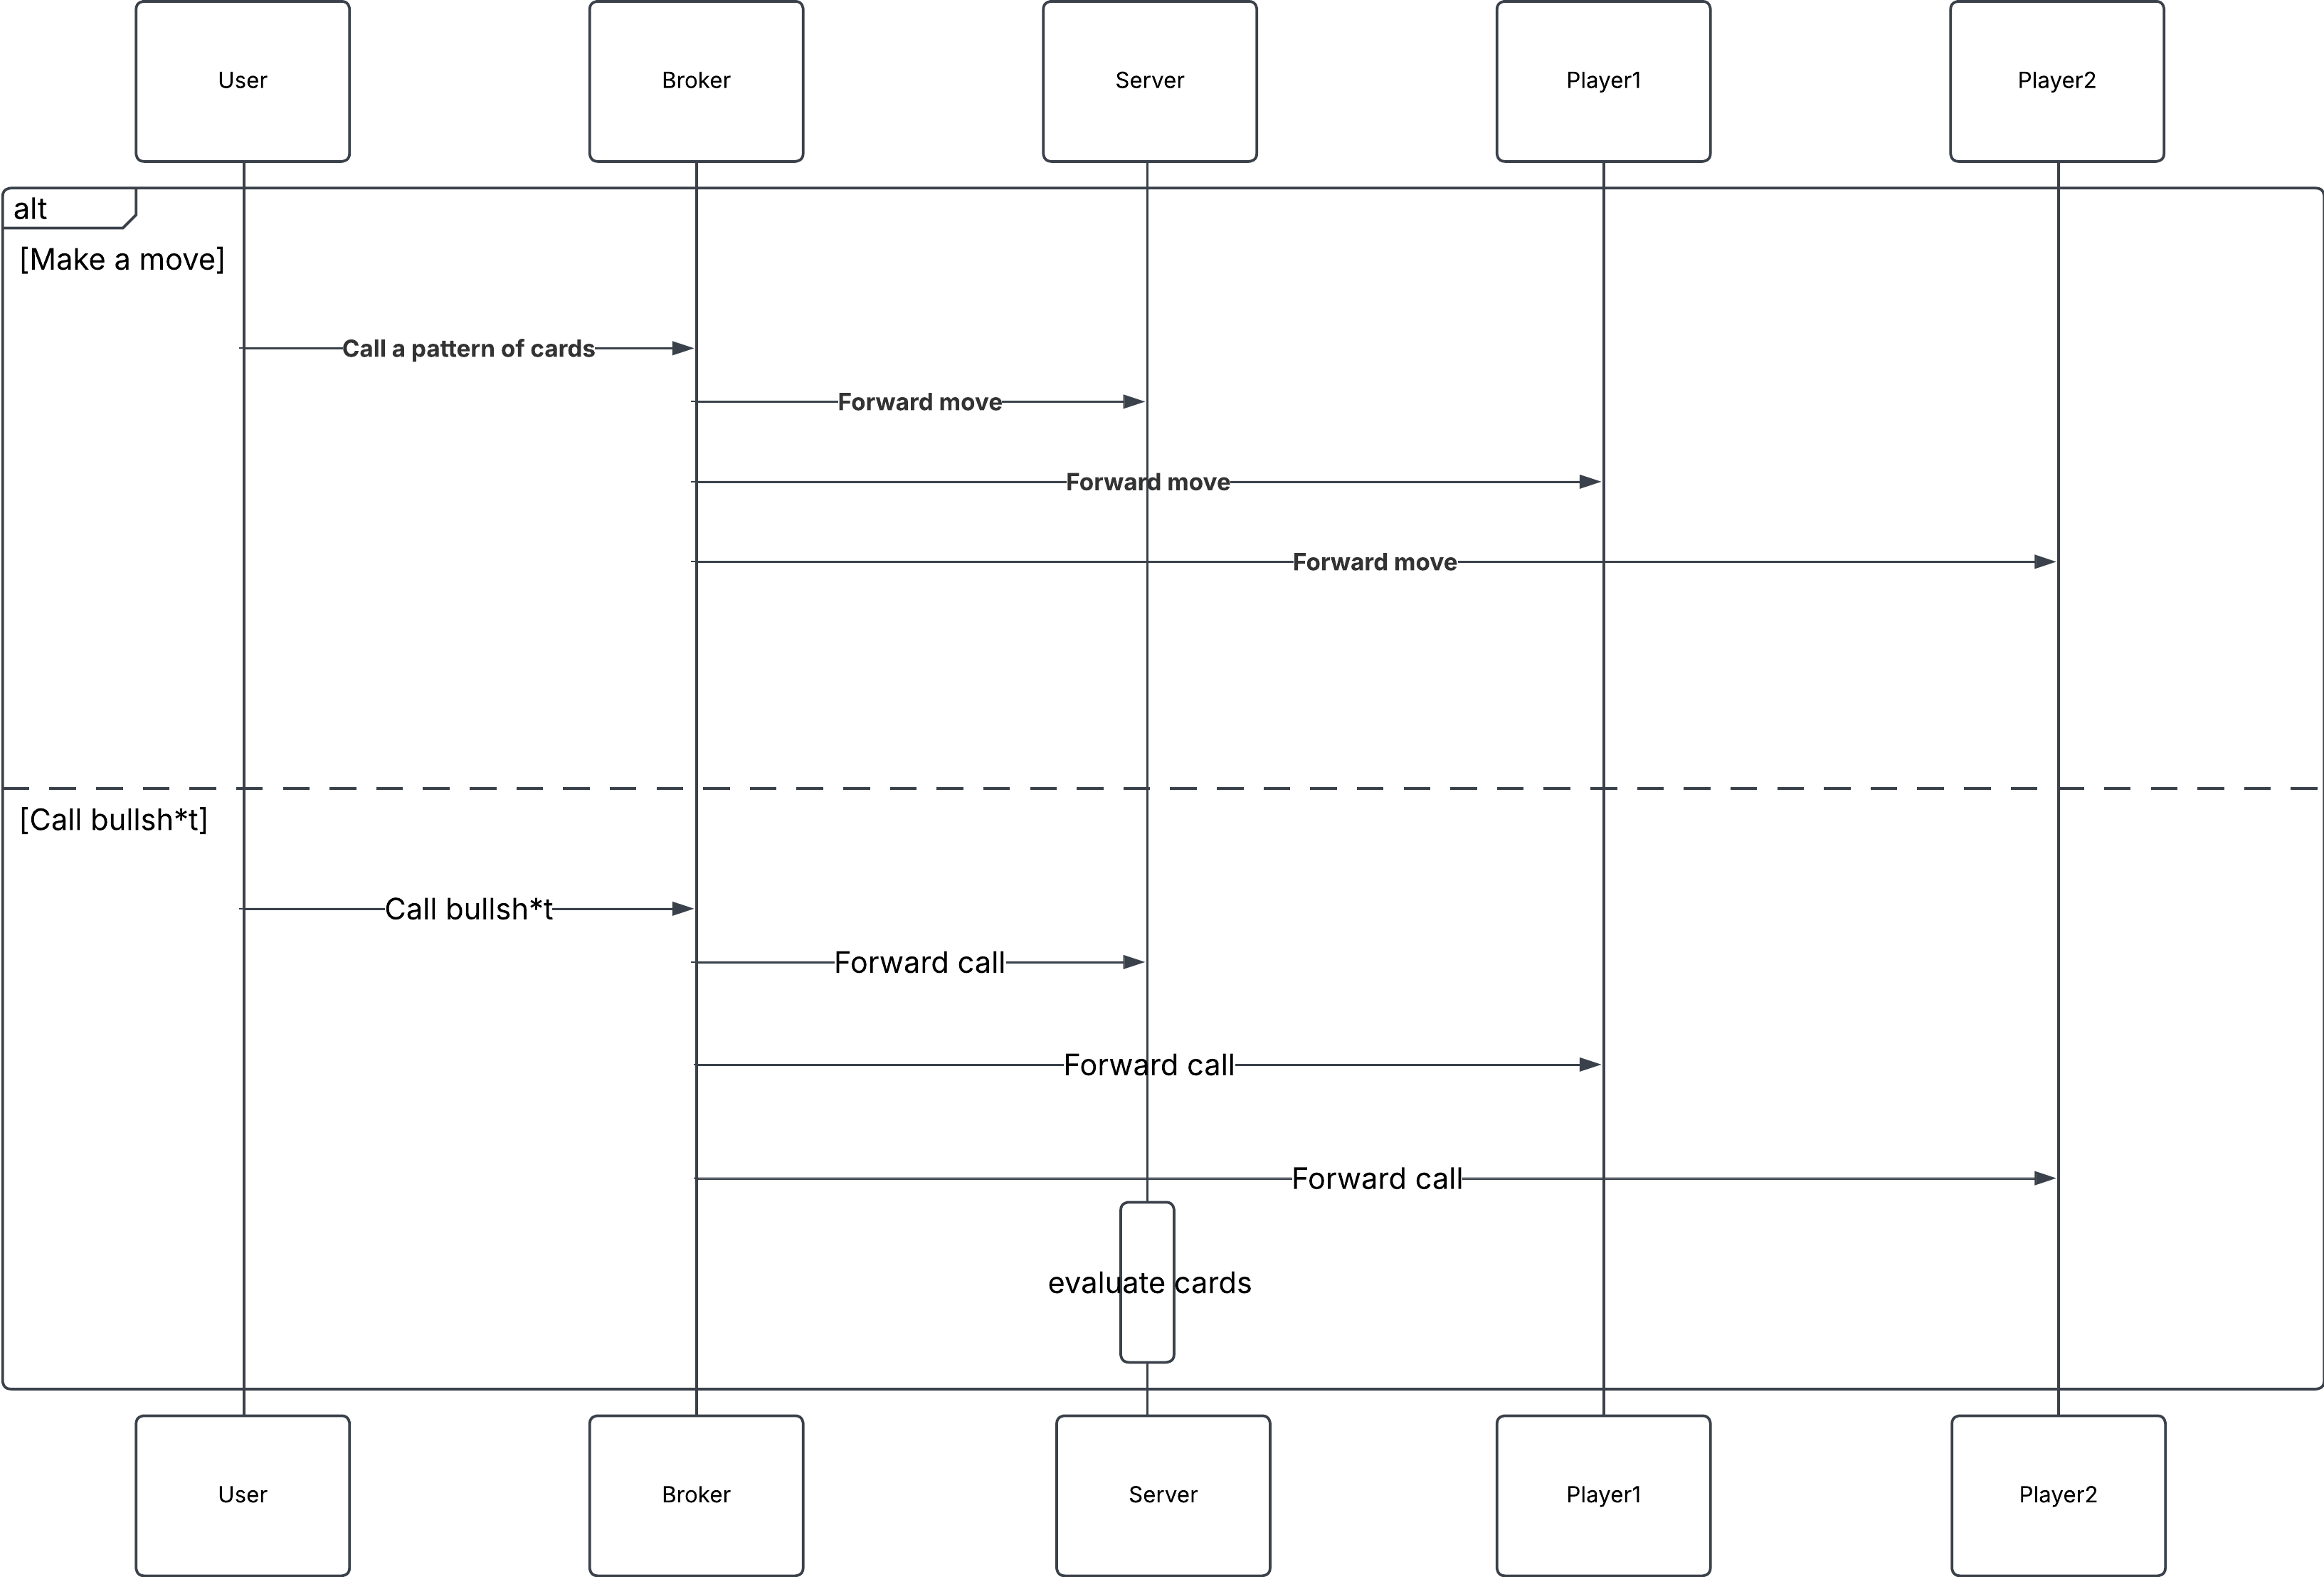 User
Broker
Server
Player1
Player2
alt
[Make a move]
Call a pattern of cards
Forward move
Forward move
Forward move
[Call bullsh*t]
Call bullsh*t
Forward call
Forward call
Forward call
evaluate cards
User
Broker
Server
Player1
Player2